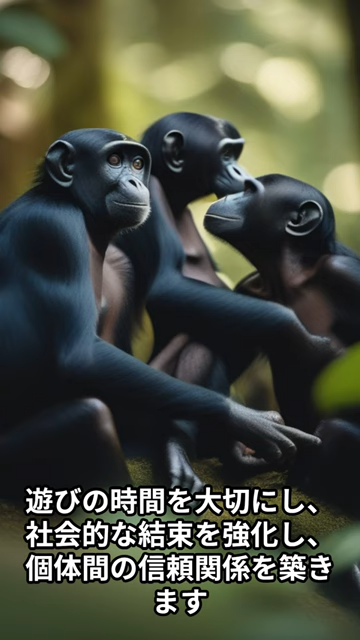 遊びの時間を大切にし、
社会的な結束を強化し、
個体間の信頼関係を築き
ます